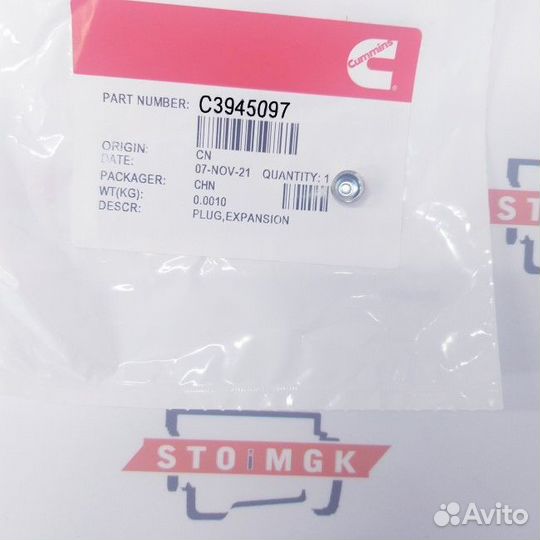 Cummins
PART NUMBER: C3945097
ORIGIN: CN
DATE: 07-NOV-21 QUANTITY: 1
PACKAGER: CHN
WT(KG): 0.0010
DESCR: PLUG,EXPANSION
ST
STOiMGK
Avito